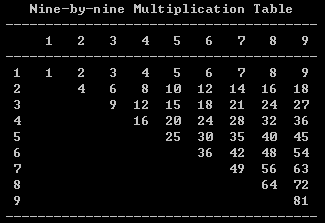 Nine-by-nine Multiplication Table
--------------------------------------
     1   2   3   4   5   6   7   8   9
--------------------------------------
1    1   2   3   4   5   6   7   8   9
2        4   6   8  10  12  14  16  18
3            9  12  15  18  21  24  27
4               16  20  24  28  32  36
5                   25  30  35  40  45
6                       36  42  48  54
7                           49  56  63
8                               64  72
9                                   81
--------------------------------------